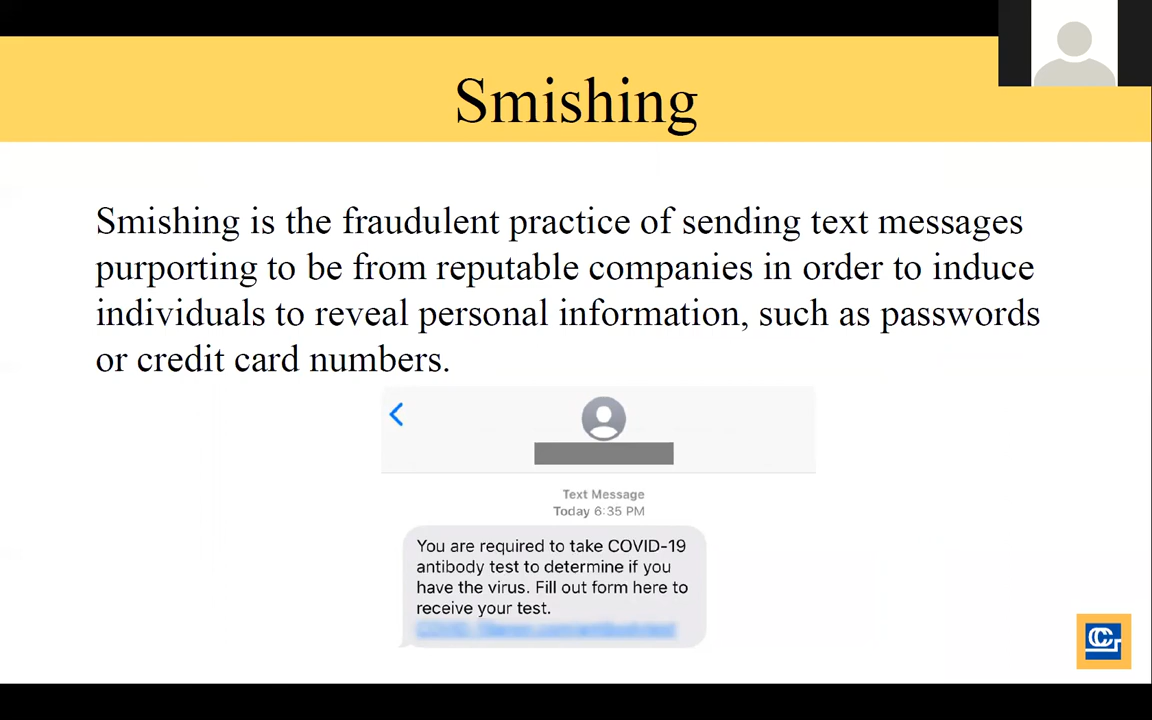 Smishing
Smishing is the fraudulent practice of sending text messages
purporting to be from reputable companies in order to induce
individuals to reveal personal information, such as passwords
or credit card numbers.
Text Message
Today 6:35 PM
You are required to take COVID-19
antibody test to determine if you
have the virus. Fill out form here to
receive your test.